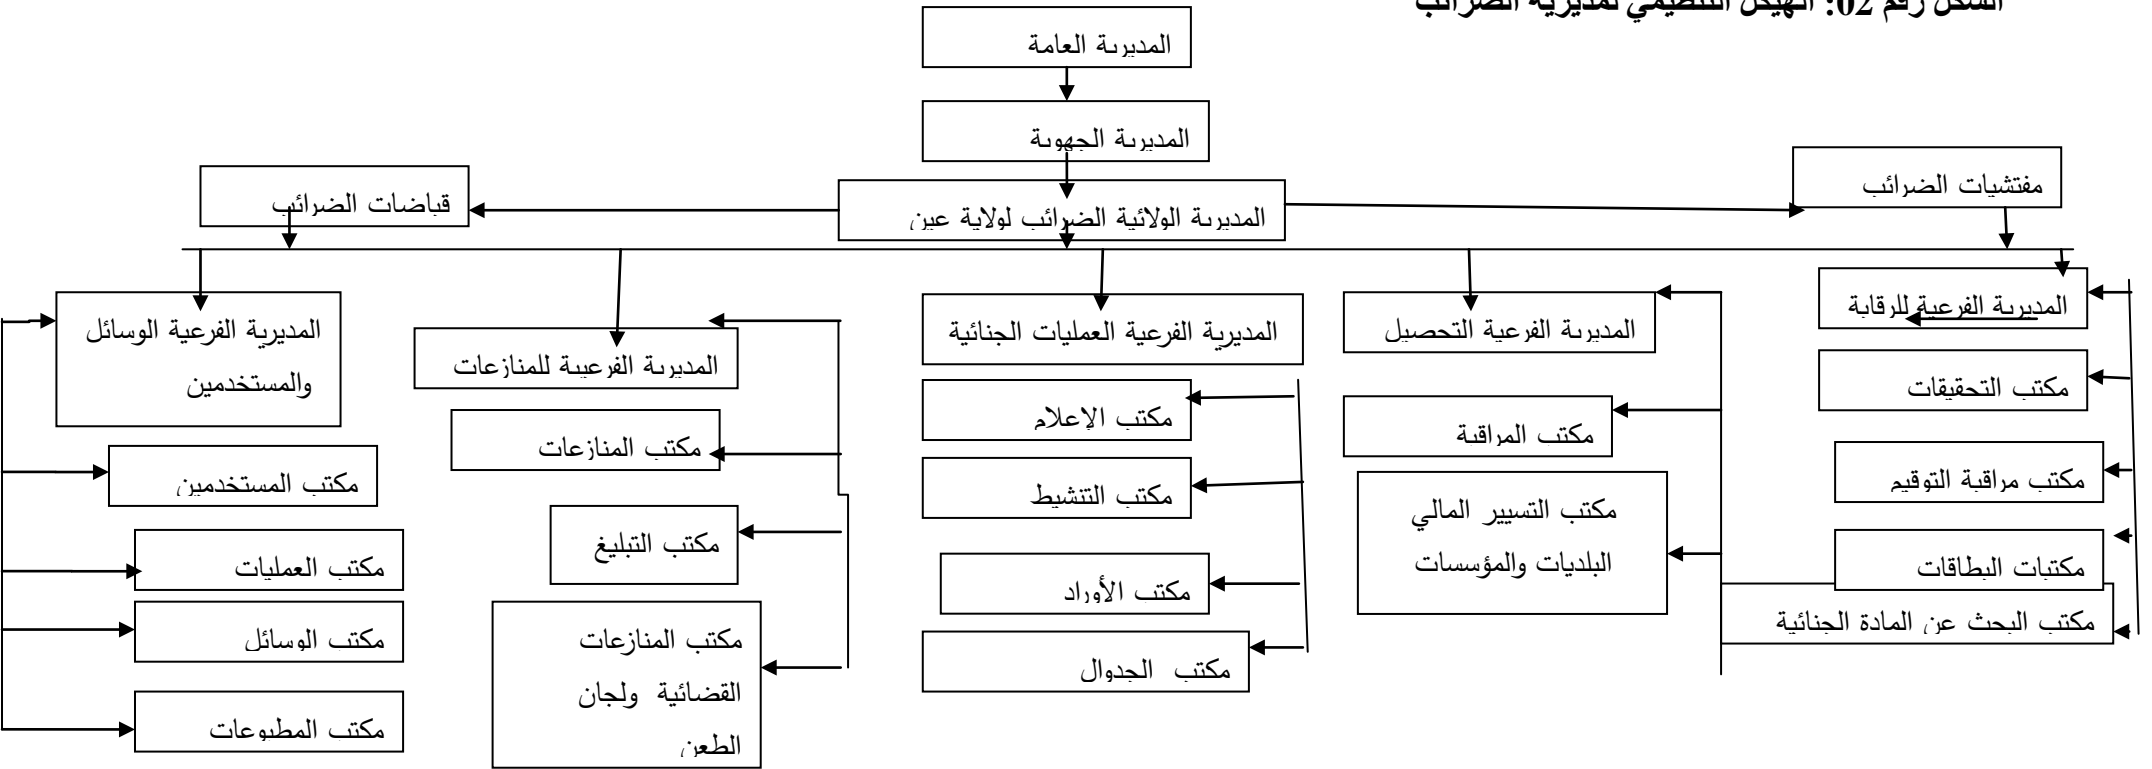 الشكل رقم 02: الهيكل التنظيمي لمديرية الضرائب
المديرية العامة
المديرية الجهوية
مفتشيات الضرائب
المديرية الولائية الضرائب لولاية عين
قباضات الضرائب
المديرية الفرعية للرقابة
مكتب التحقيقات
مكتب مراقبة التوقيم
مكتبات البطاقات
مكتب البحث عن المادة الجنائية
المديرية الفرعية التحصيل
مكتب المراقبة
مكتب التسيير المالي
البلديات والمؤسسات
المديرية الفرعية العمليات الجنائية
مكتب الإعلام
مكتب التنشيط
مكتب الأوراد
مكتب الجدوال
المديرية الفرعيية للمنازعات
مكتب المنازعات
مكتب التبليغ
مكتب المنازعات
القضائية ولجان
الطعن
المديرية الفرعية الوسائل
والمستخدمين
مكتب المستخدمين
مكتب العمليات
مكتب الوسائل
مكتب المطبوعات